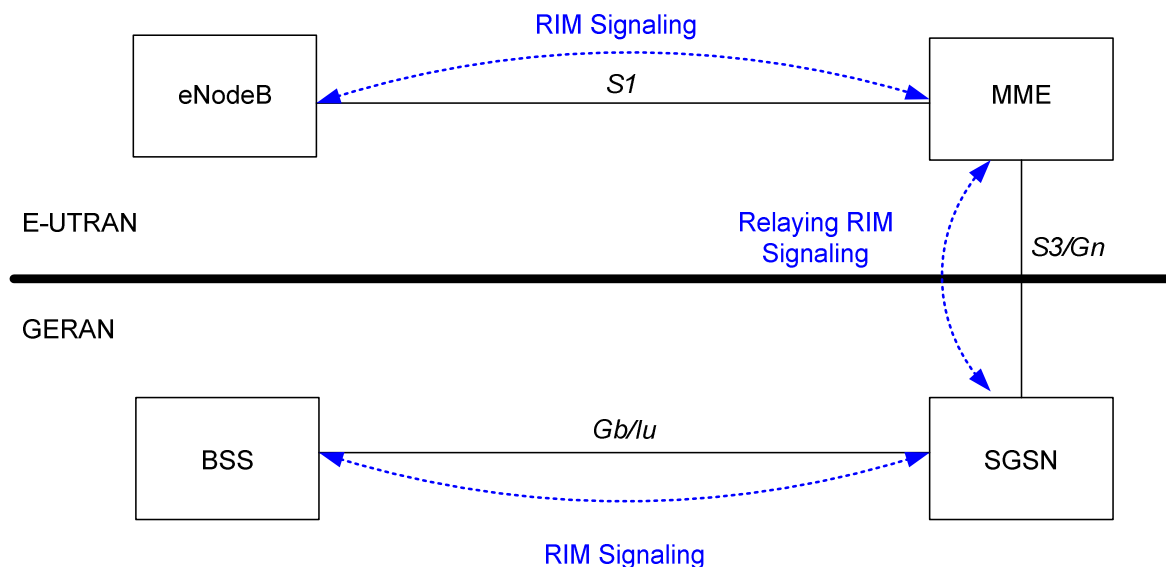 RIM Signaling
eNodeB
S1
MME
E-UTRAN
Relaying RIM
Signaling
S3/Gn
GERAN
BSS
Gb/Iu
SGSN
RIM Signaling